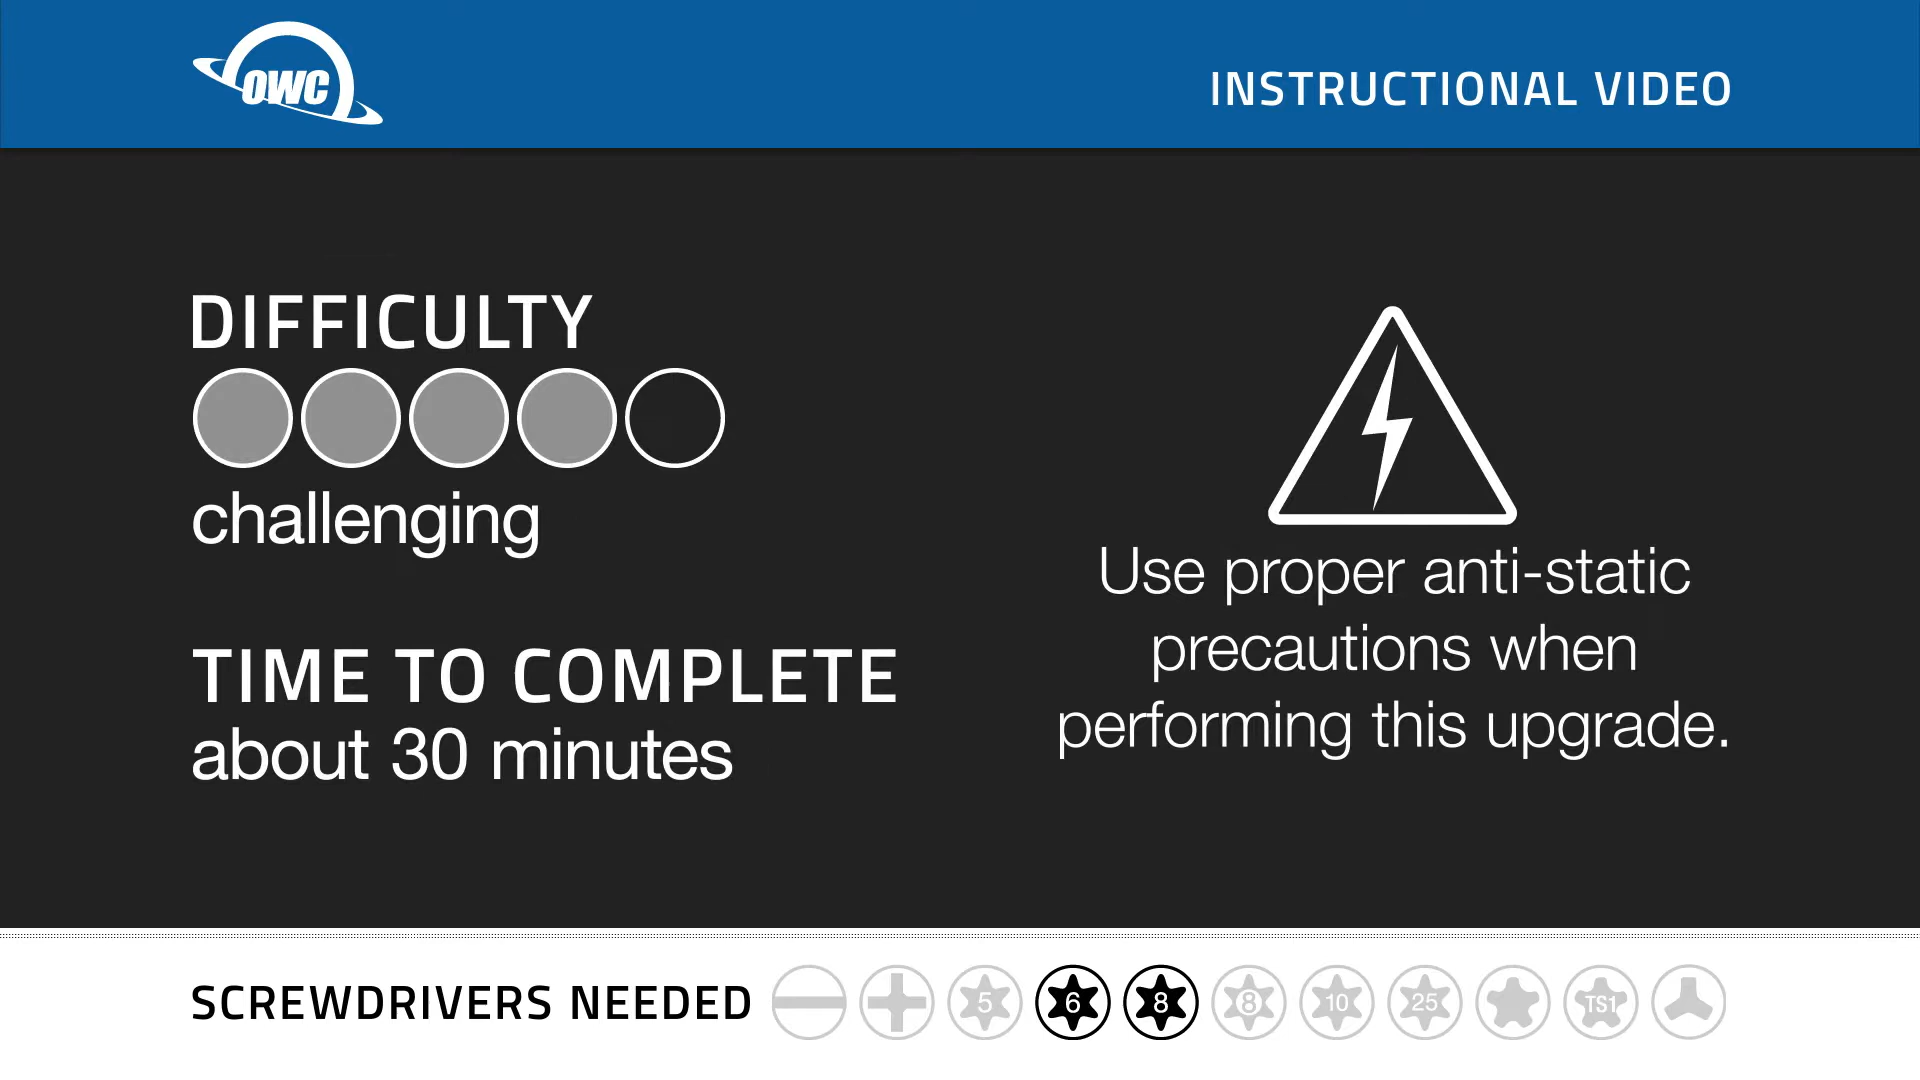 OWC
INSTRUCTIONAL VIDEO
DIFFICULTY
challenging
TIME TO COMPLETE
about 30 minutes
Use proper anti-static
precautions when
performing this upgrade.
SCREWDRIVERS NEEDED 5 6 8 8 10 25 TS1